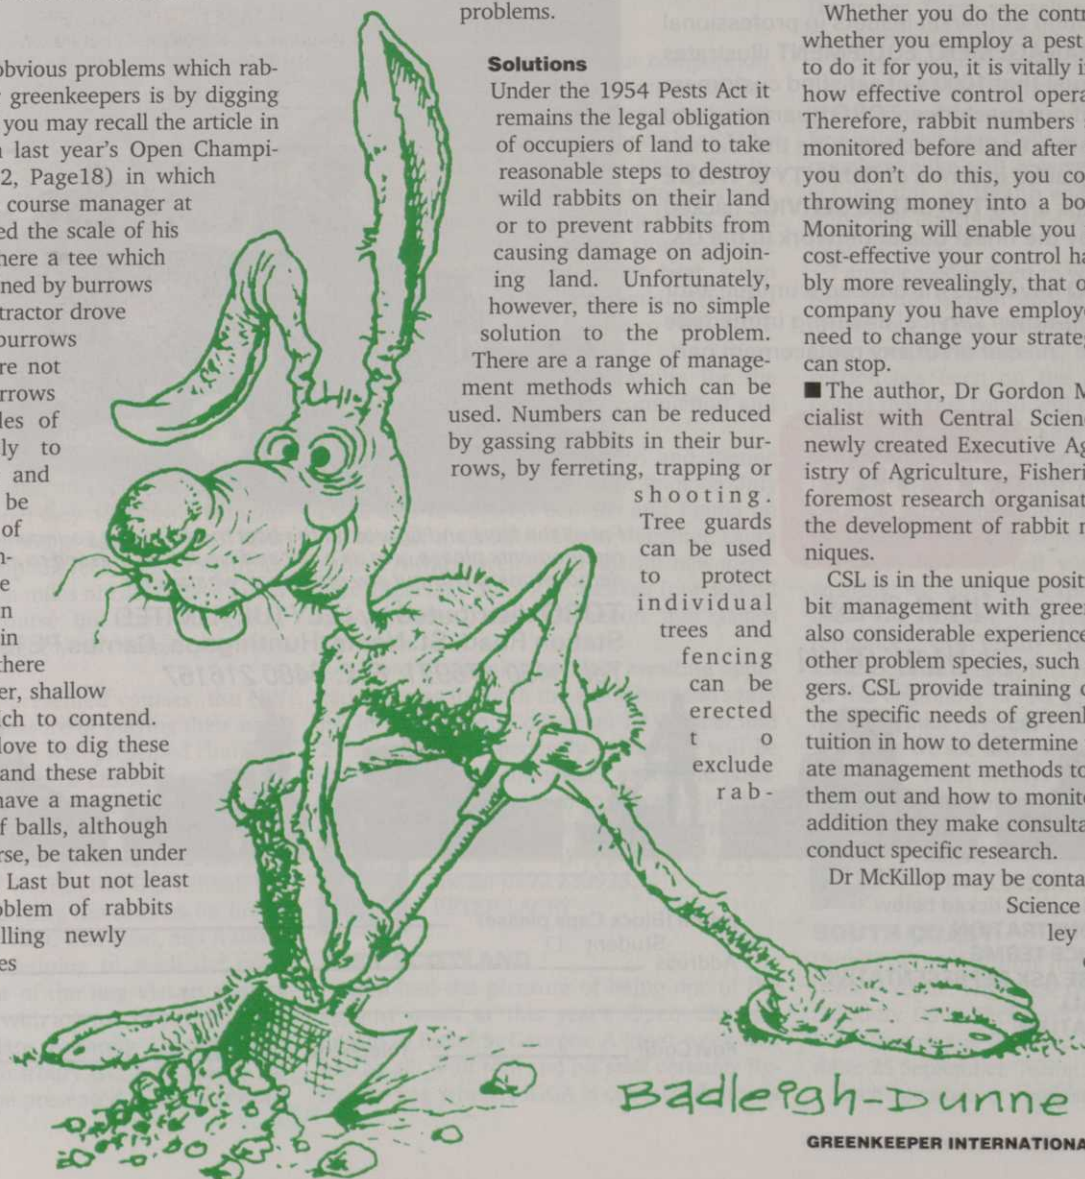 obvious problems which rab-
greenkeepers is by digging
you may recall the article in
last year's Open Champi-
2, Page18) in which
course manager at
ed the scale of his
here a tee which
ned by burrows
tractor drove
burrows
re not
rrows
les of
ly to
and
be
of
n-
e
n
in
there
er, shallow
ich to contend.
love to dig these
and these rabbit
have a magnetic
f balls, although
rse, be taken under
Last but not least
oblem of rabbits
lling newly
es
problems.
Solutions
Under the 1954 Pests Act it
remains the legal obligation
of occupiers of land to take
reasonable steps to destroy
wild rabbits on their land
or to prevent rabbits from
causing damage on adjoin-
ing land. Unfortunately,
however, there is no simple
solution to the problem.
There are a range of manage-
ment methods which can be
used. Numbers can be reduced
by gassing rabbits in their bur-
rows, by ferreting, trapping or
shooting.
Tree guards
can be used
to protect
individual
trees and
fencing
can be
erected
to
exclude
rab-
Whether you do the contr
whether you employ a pest
to do it for you, it is vitally i
how effective control opera
Therefore, rabbit numbers
monitored before and after
you don't do this, you co
throwing money into a bo
Monitoring will enable you
cost-effective your control ha
bly more revealingly, that o
company you have employe
need to change your strateg
can stop.
■ The author, Dr Gordon M
cialist with Central Scien
newly created Executive Ag
istry of Agriculture, Fisheri
foremost research organisat
the development of rabbit m
niques.
CSL is in the unique posit
bit management with green
also considerable experience
other problem species, such
gers. CSL provide training c
the specific needs of greenk
tuition in how to determine
ate management methods to
them out and how to monito
addition they make consulta
conduct specific research.
Dr McKillop may be conta
Science
ley
Badleigh-Dunne
GREENKEEPER INTERNATIONA